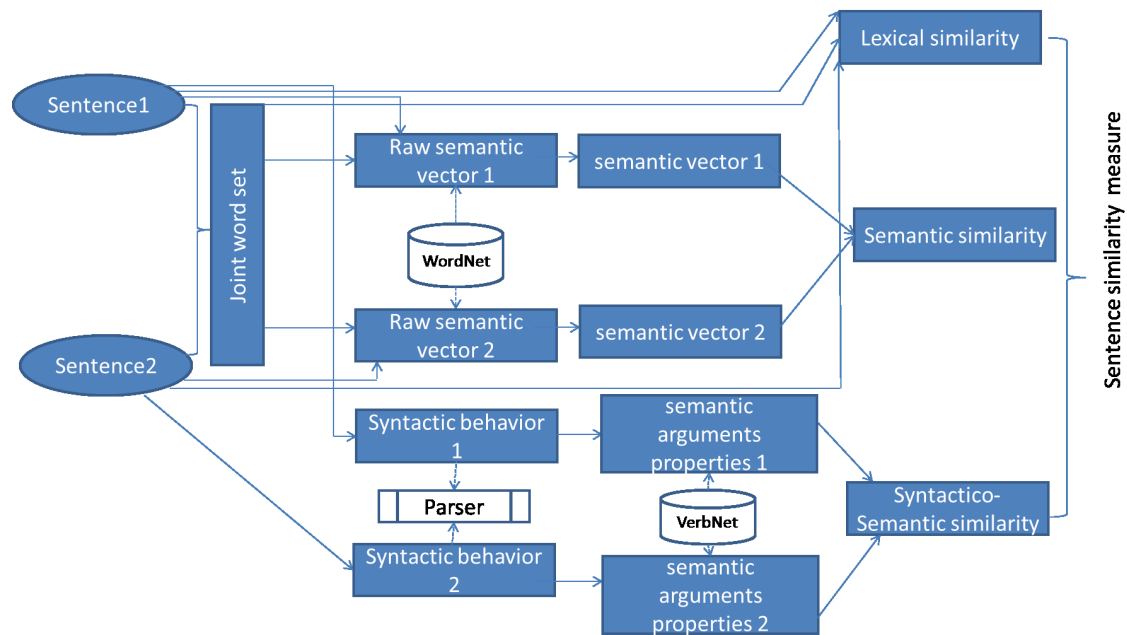 Lexical similarity
Sentence1
Joint word set
Raw semantic
vector 1
semantic vector 1
WordNet
Semantic similarity
Sentence similarity measure
Raw semantic
vector 2
semantic vector 2
Sentence2
Syntactic behavior
1
semantic
arguments
properties 1
Parser
VerbNet
Syntactico-
Semantic similarity
Syntactic behavior
2
semantic
arguments
properties 2